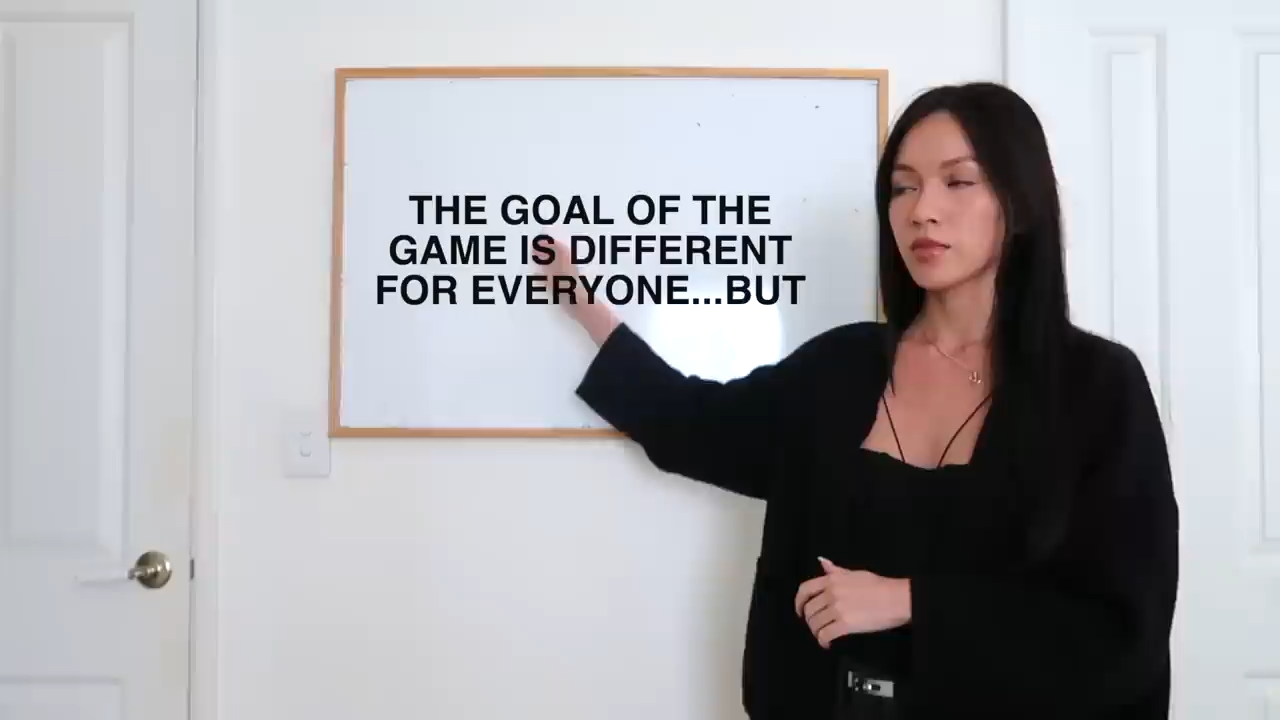 THE GOAL OF THE
GAME IS DIFFERENT
FOR EVERYONE...BUT